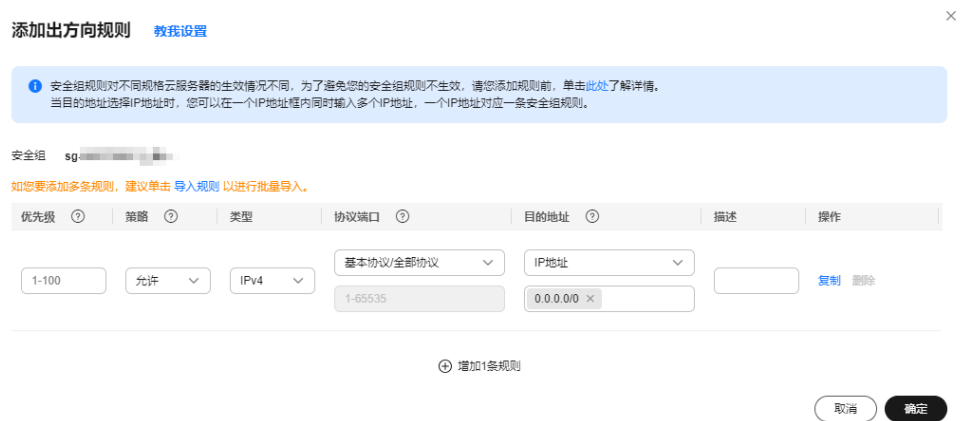 添加出方向规则 教我设置
安全组规则对不同规格云服务器的生效情况不同，为了避免您的安全组规则不生效，请您添加规则前，单击此处了解详情。
当目的地址选择IP地址时，您可以在一个IP地址框内同时输入多个IP地址，一个IP地址对应一条安全组规则。
安全组 sg
如您要添加多条规则，建议单击 导入规则 以进行批量导入。
优先级 策略 类型 协议端口 目的地址 描述 操作
1-100 允许 IPv4 基本协议/全部协议 IP地址 复制 删除
1-65535 0.0.0.0/0
增加1条规则
取消 确定